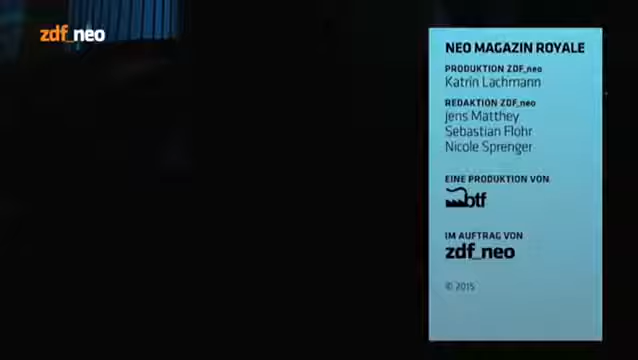 zdf_neo
NEO MAGAZIN ROYALE
PRODUKTION ZDF_neo
Katrin Lachmann
REDAKTION ZDF_neo
Jens Matthey
Sebastian Flohr
Nicole Sprenger
EINE PRODUKTION VON
btf
IM AUFTRAG VON
zdf_neo
© 2015